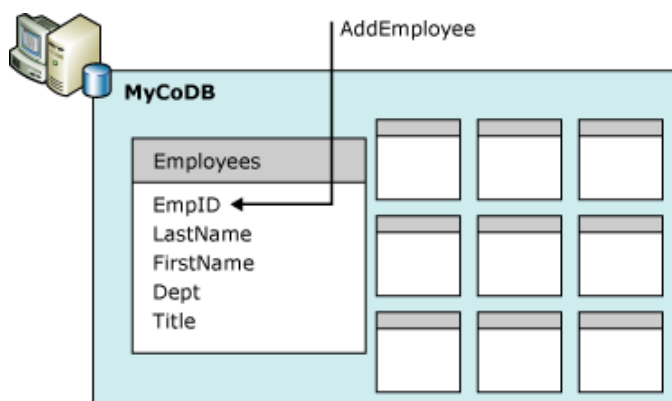 AddEmployee
MyCoDB
Employees
EmpID
LastName
FirstName
Dept
Title